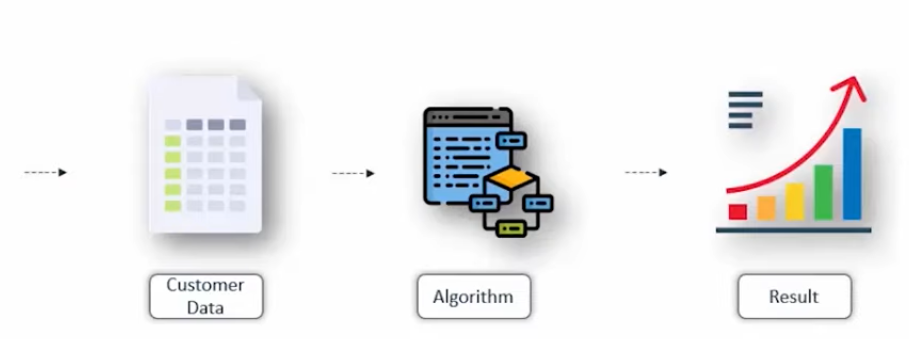 Customer
Data
Algorithm
Result